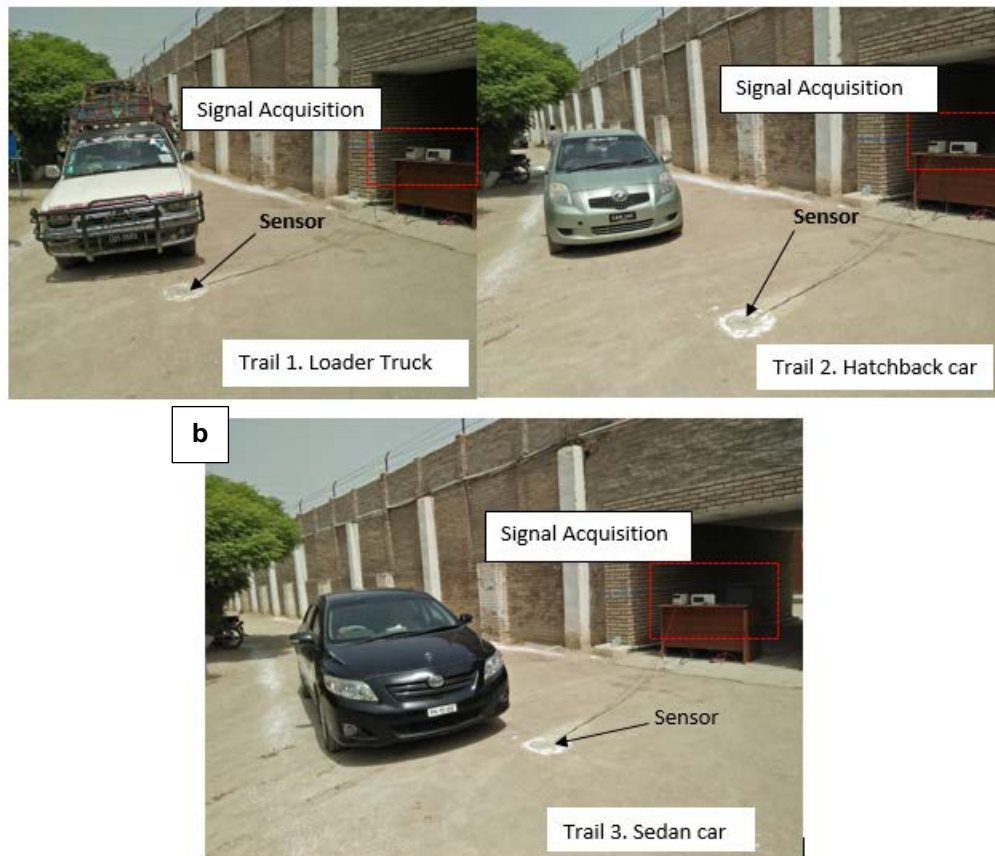 Signal Acquisition
Sensor
Trail 1. Loader Truck
Signal Acquisition
Sensor
Trail 2. Hatchback car
b
Signal Acquisition
Sensor
Trail 3. Sedan car